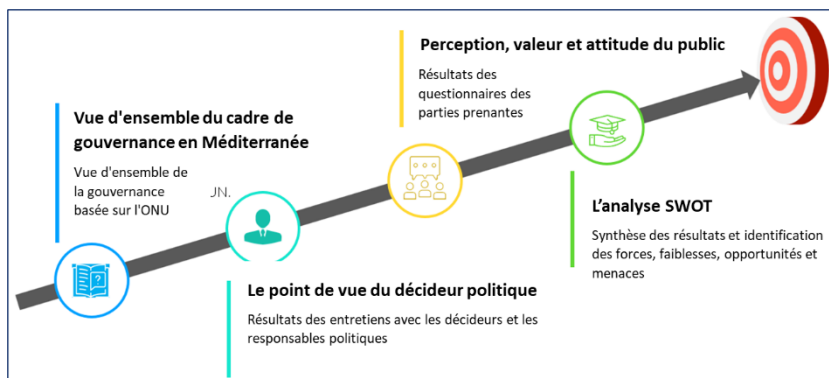 Perception, valeur et attitude du public
Résultats des
questionnaires des
parties prenantes
Vue d'ensemble du cadre de
gouvernance en Méditerranée
Vue d'ensemble de
la gouvernance
basée sur l'ONU
UN.
?
L'analyse SWOT
Synthèse des résultats et identification
des forces, faiblesses, opportunités et
menaces
Le point de vue du décideur politique
Résultats des entretiens avec les décideurs et les
responsables politiques